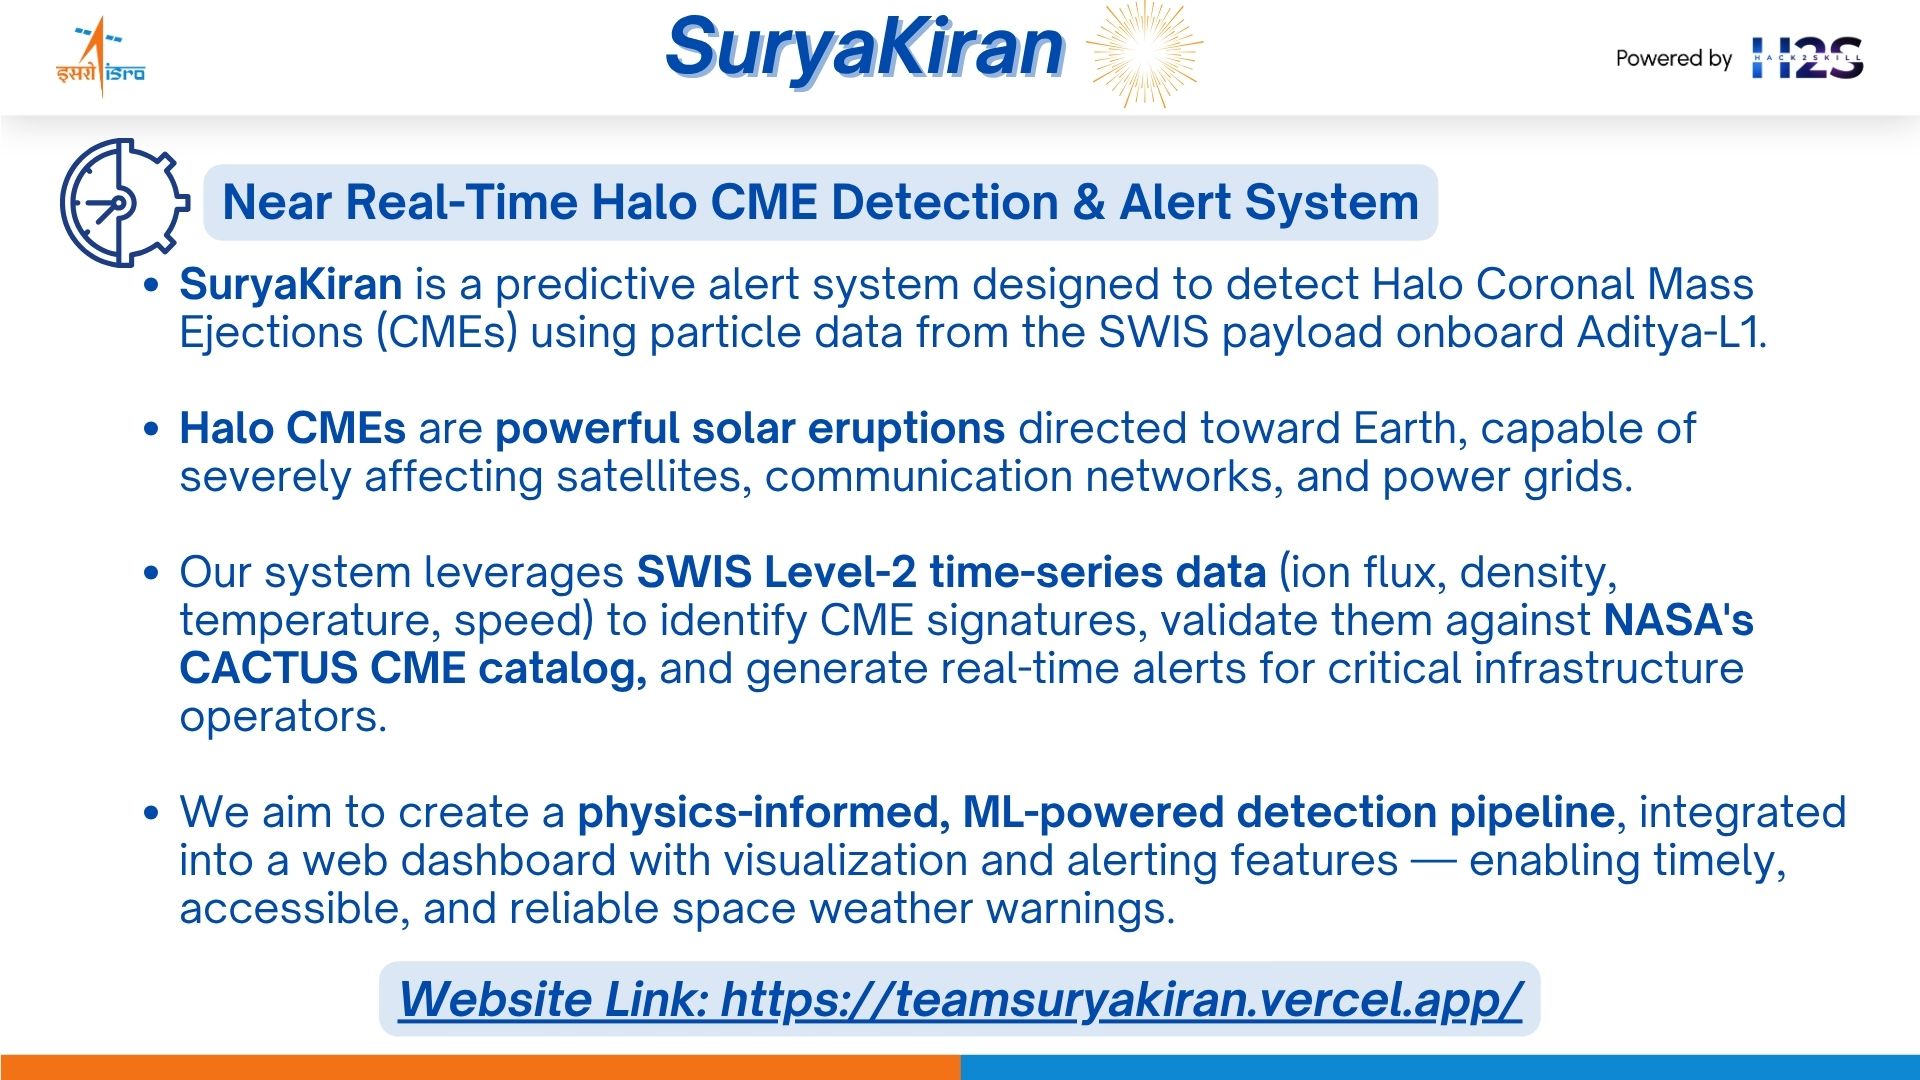 इसरो isro
SuryaKiran
Powered by H2S
HACK2SKILL
Near Real-Time Halo CME Detection & Alert System
• SuryaKiran is a predictive alert system designed to detect Halo Coronal Mass
Ejections (CMEs) using particle data from the SWIS payload onboard Aditya-L1.
• Halo CMEs are powerful solar eruptions directed toward Earth, capable of
severely affecting satellites, communication networks, and power grids.
• Our system leverages SWIS Level-2 time-series data (ion flux, density,
temperature, speed) to identify CME signatures, validate them against NASA's
CACTUS CME catalog, and generate real-time alerts for critical infrastructure
operators.
• We aim to create a physics-informed, ML-powered detection pipeline, integrated
into a web dashboard with visualization and alerting features — enabling timely,
accessible, and reliable space weather warnings.
Website Link: https://teamsuryakiran.vercel.app/